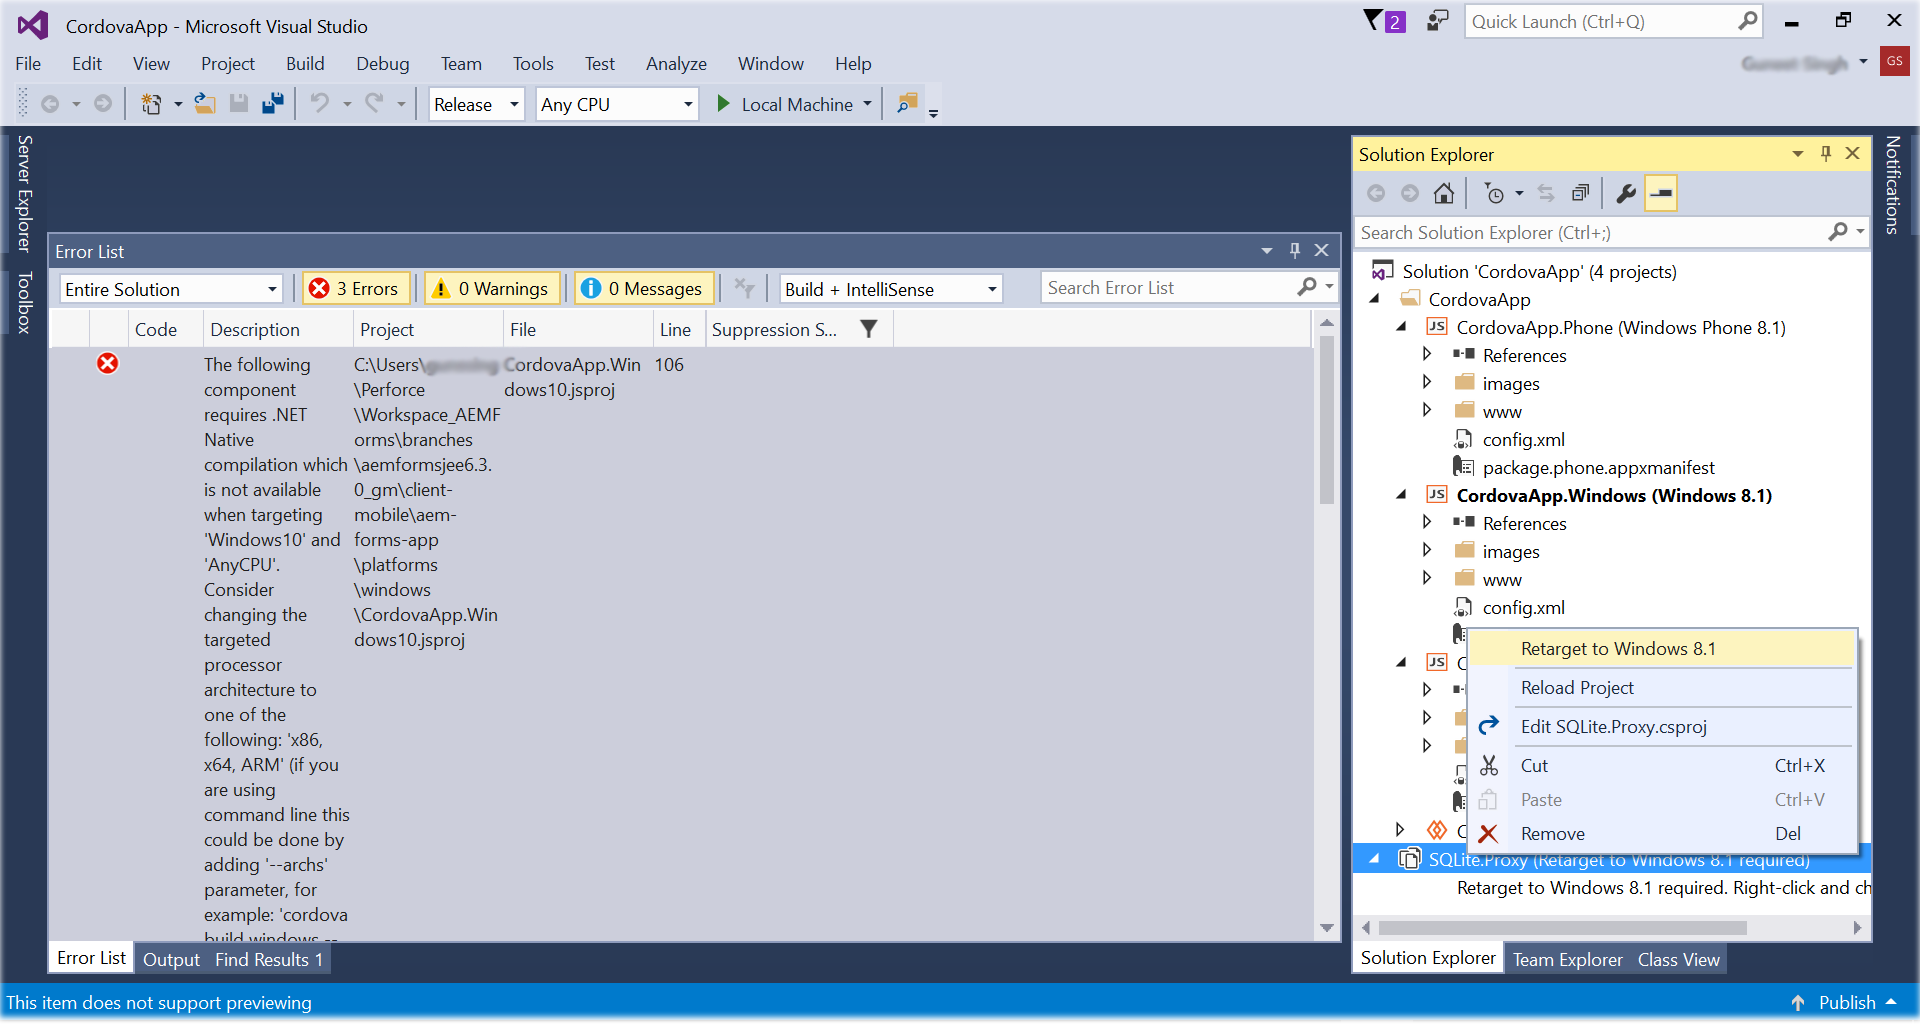 CordovaApp - Microsoft Visual Studio
2
Quick Launch (Ctrl+Q)
File Edit View Project Build Debug Team Tools Test Analyze Window Help
GS
Release Any CPU Local Machine
Server Explorer
Toolbox
Error List
Entire Solution 3 Errors 0 Warnings 0 Messages Build + IntelliSense Search Error List
Code Description Project File Line Suppression S...
The following
component
requires .NET
Native
compilation which
is not available
when targeting
'Windows10' and
'AnyCPU'.
Consider
changing the
targeted
processor
architecture to
one of the
following: 'x86,
x64, ARM' (if you
are using
command line this
could be done by
adding '--archs'
parameter, for
example: 'cordova
build windows --
C:\Users\
\Perforce
\Workspace_AEMF
orms\branches
\aemformsjee6.3.
0_gm\client-
mobile\aem-
forms-app
\platforms
\windows
\CordovaApp.Win
dows10.jsproj
CordovaApp.Win
dows10.jsproj
106
Error List Output Find Results 1
Solution Explorer
Search Solution Explorer (Ctrl+;)
Solution 'CordovaApp' (4 projects)
CordovaApp
JS CordovaApp.Phone (Windows Phone 8.1)
References
images
www
config.xml
package.phone.appxmanifest
JS CordovaApp.Windows (Windows 8.1)
References
images
www
config.xml
JS C
C
Retarget to Windows 8.1
Reload Project
Edit SQLite.Proxy.csproj
Cut Ctrl+X
Paste Ctrl+V
Remove Del
SQLite.Proxy (Retarget to Windows 8.1 required)
Retarget to Windows 8.1 required. Right-click and ch
Solution Explorer Team Explorer Class View
Notifications
This item does not support previewing
Publish